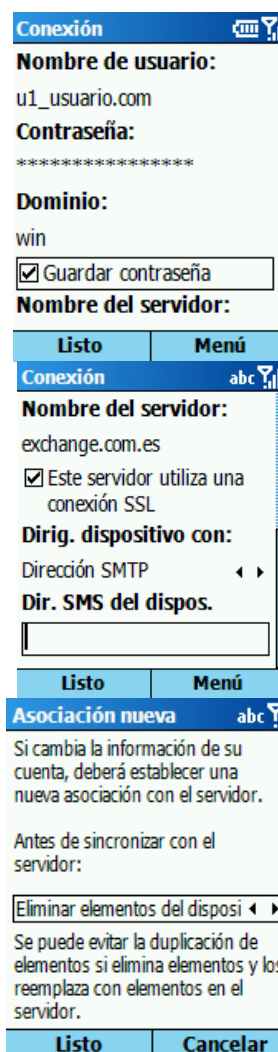 Conexión
Nombre de usuario:
u1_usuario.com
Contraseña:
****************
Dominio:
win
Guardar contraseña
Nombre del servidor:
Listo Menú
Conexión abc
Nombre del servidor:
exchange.com.es
Este servidor utiliza una
conexión SSL
Dirig. dispositivo con:
Dirección SMTP
Dir. SMS del dispos.
Listo Menú
Asociación nueva abc
Si cambia la información de su
cuenta, deberá establecer una
nueva asociación con el servidor.
Antes de sincronizar con el
servidor:
Eliminar elementos del disposi
Se puede evitar la duplicación de
elementos si elimina elementos y los
reemplaza con elementos en el
servidor.
Listo Cancelar